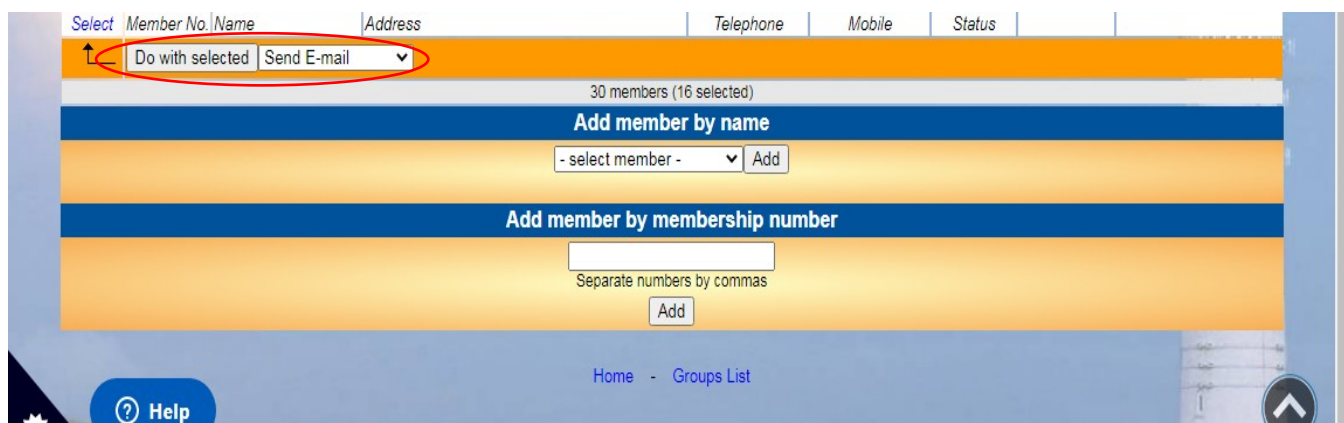 Select Member No. Name Address Telephone Mobile Status
Do with selected Send E-mail
30 members (16 selected)
Add member by name
- select member - Add
Add member by membership number
Separate numbers by commas
Add
Home - Groups List
? Help